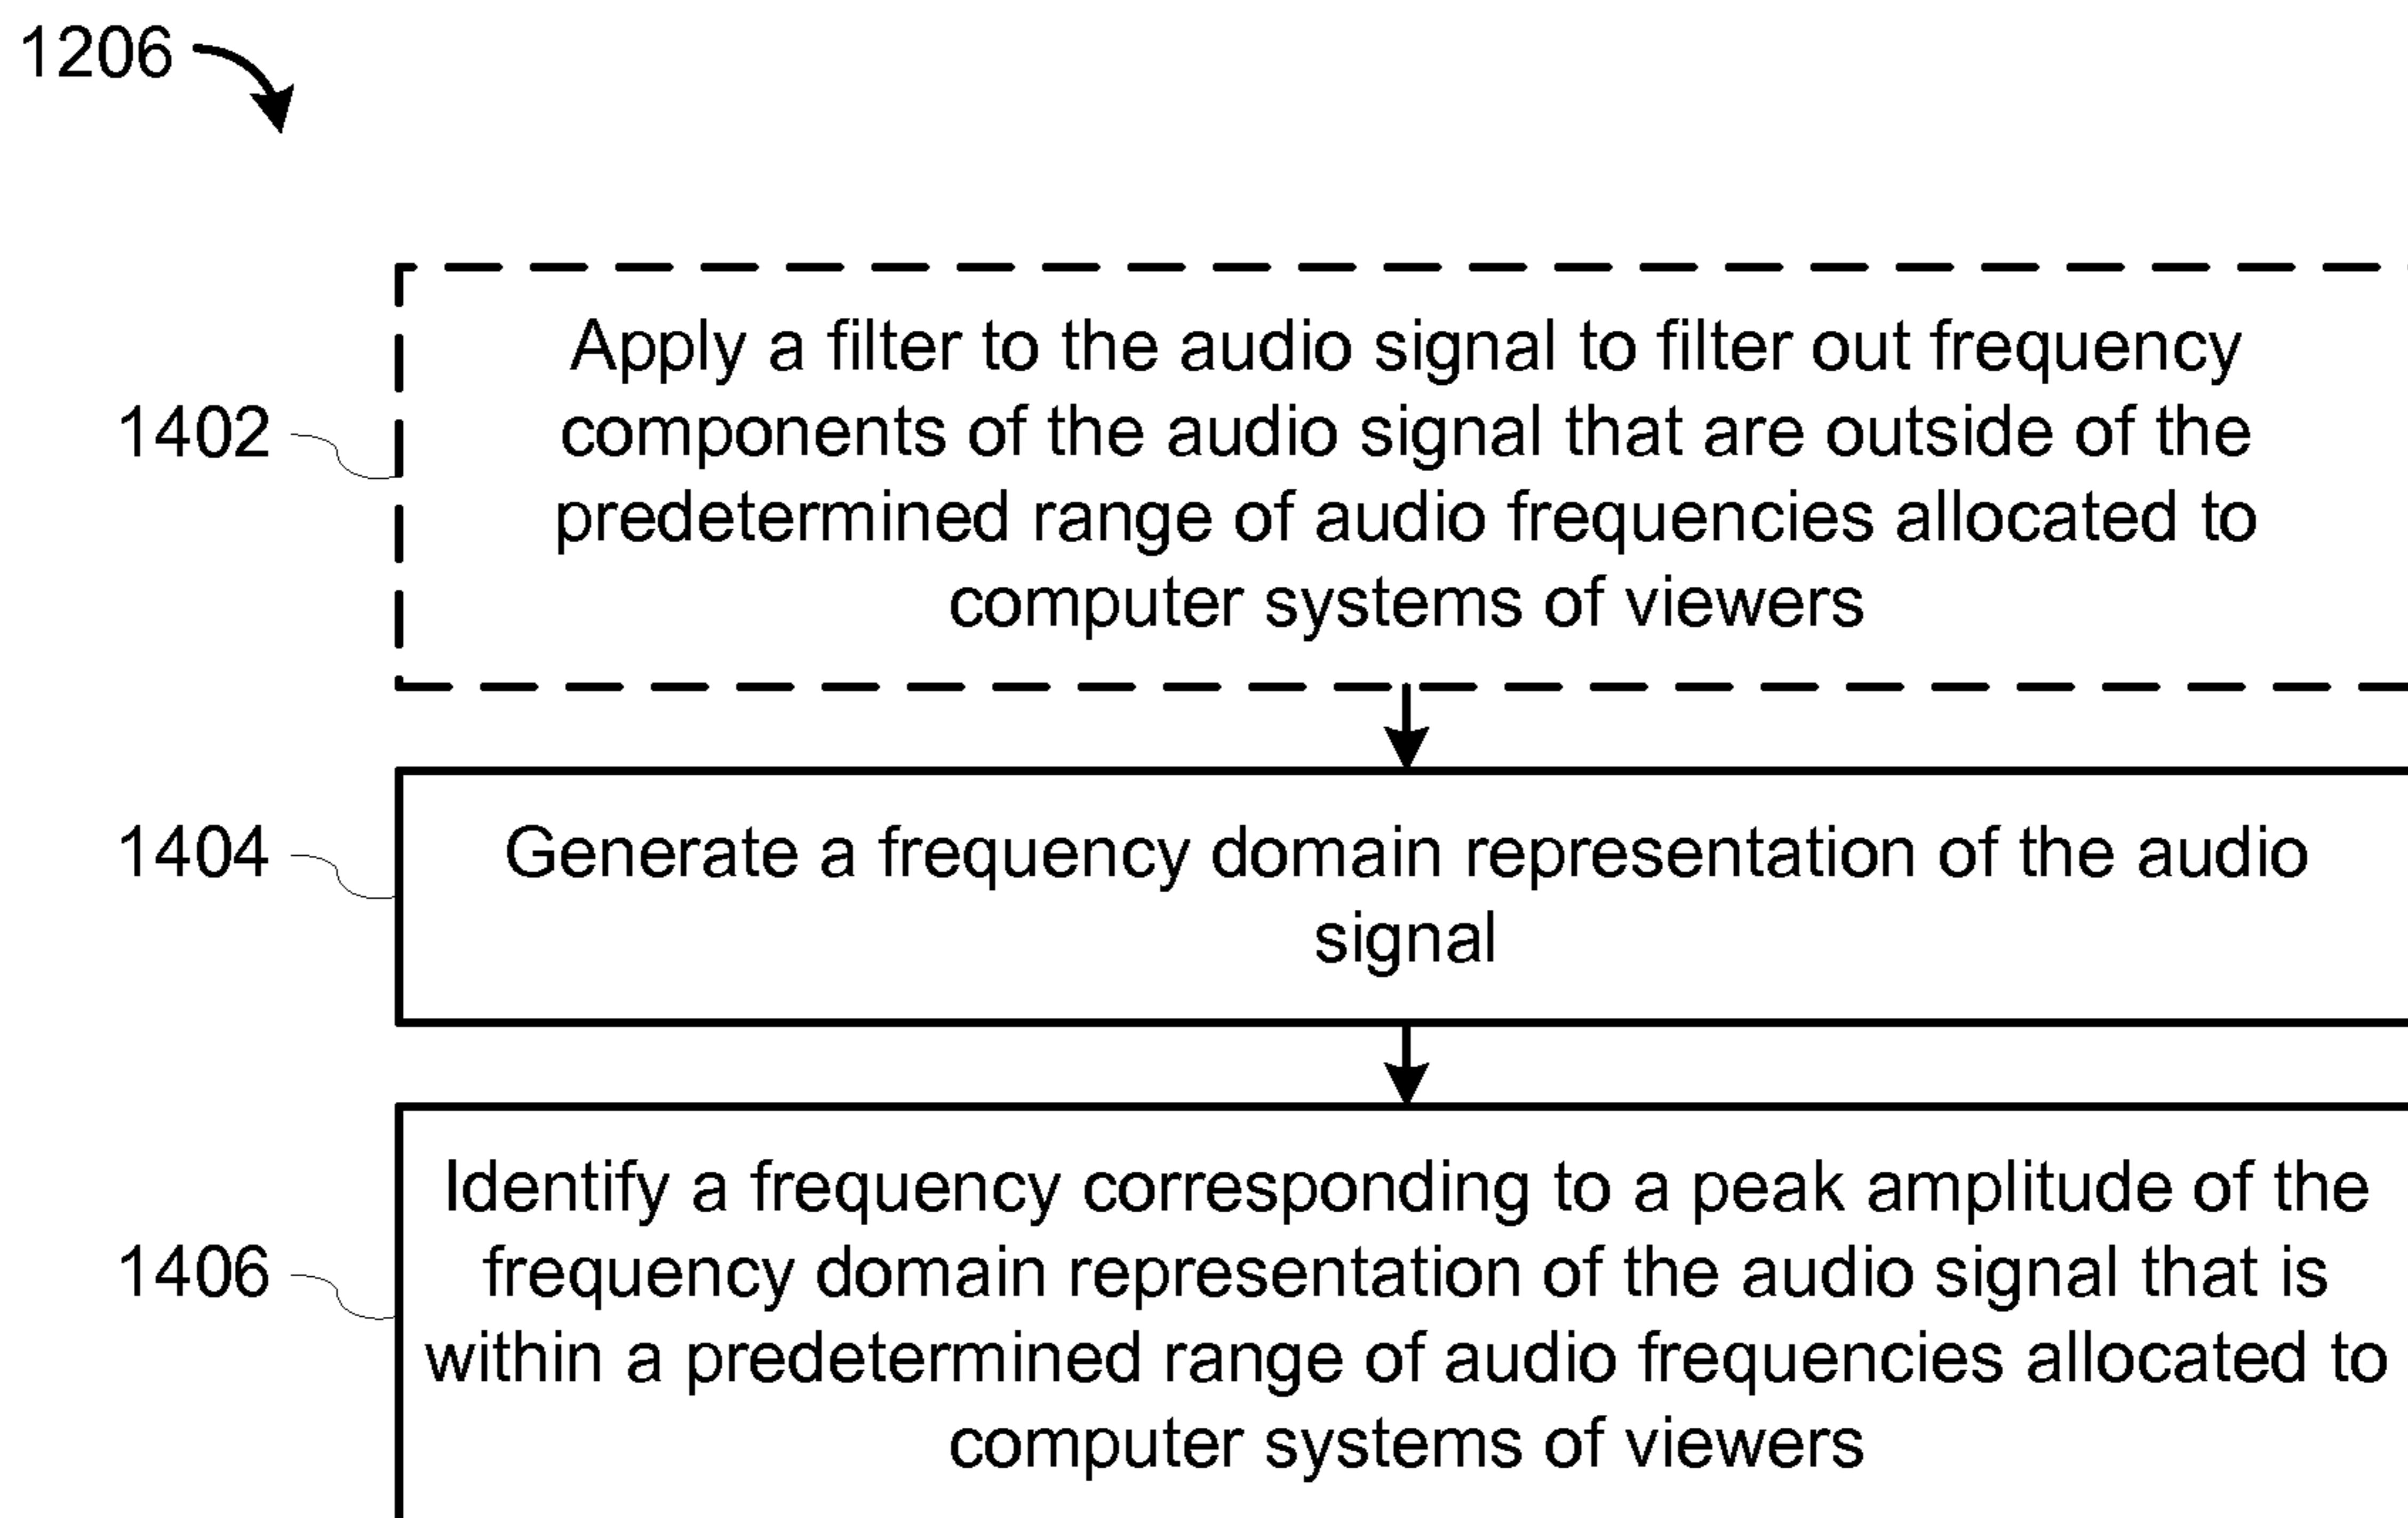 1206
Apply a filter to the audio signal to filter out frequency
components of the audio signal that are outside of the
1402
predetermined range of audio frequencies allocated to
computer systems of viewers
1404
Generate a frequency domain representation of the audio
signal
Identify a frequency corresponding to a peak amplitude of the
1406
frequency domain representation of the audio signal that is
within a predetermined range of audio frequencies allocated to
computer systems of viewers